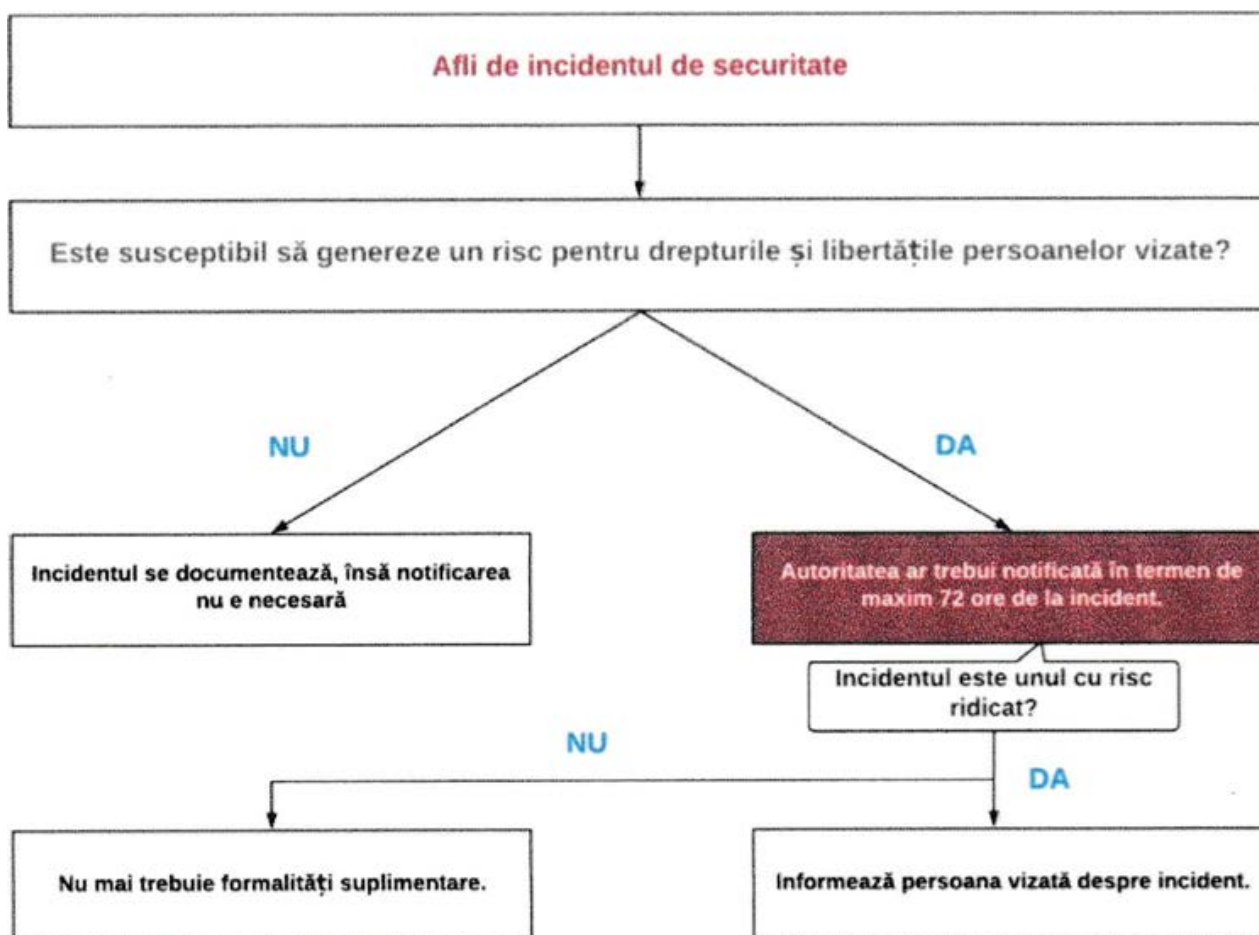 Afli de incidentul de securitate
Este susceptibil să genereze un risc pentru drepturile și libertățile persoanelor vizate?
NU
DA
Incidentul se documentează, însă notificarea
nu e necesară
Autoritatea ar trebui notificată în termen de
maxim 72 ore de la incident.
Incidentul este unul cu risc
ridicat?
NU
DA
Nu mai trebuie formalități suplimentare.
Informează persoana vizată despre incident.